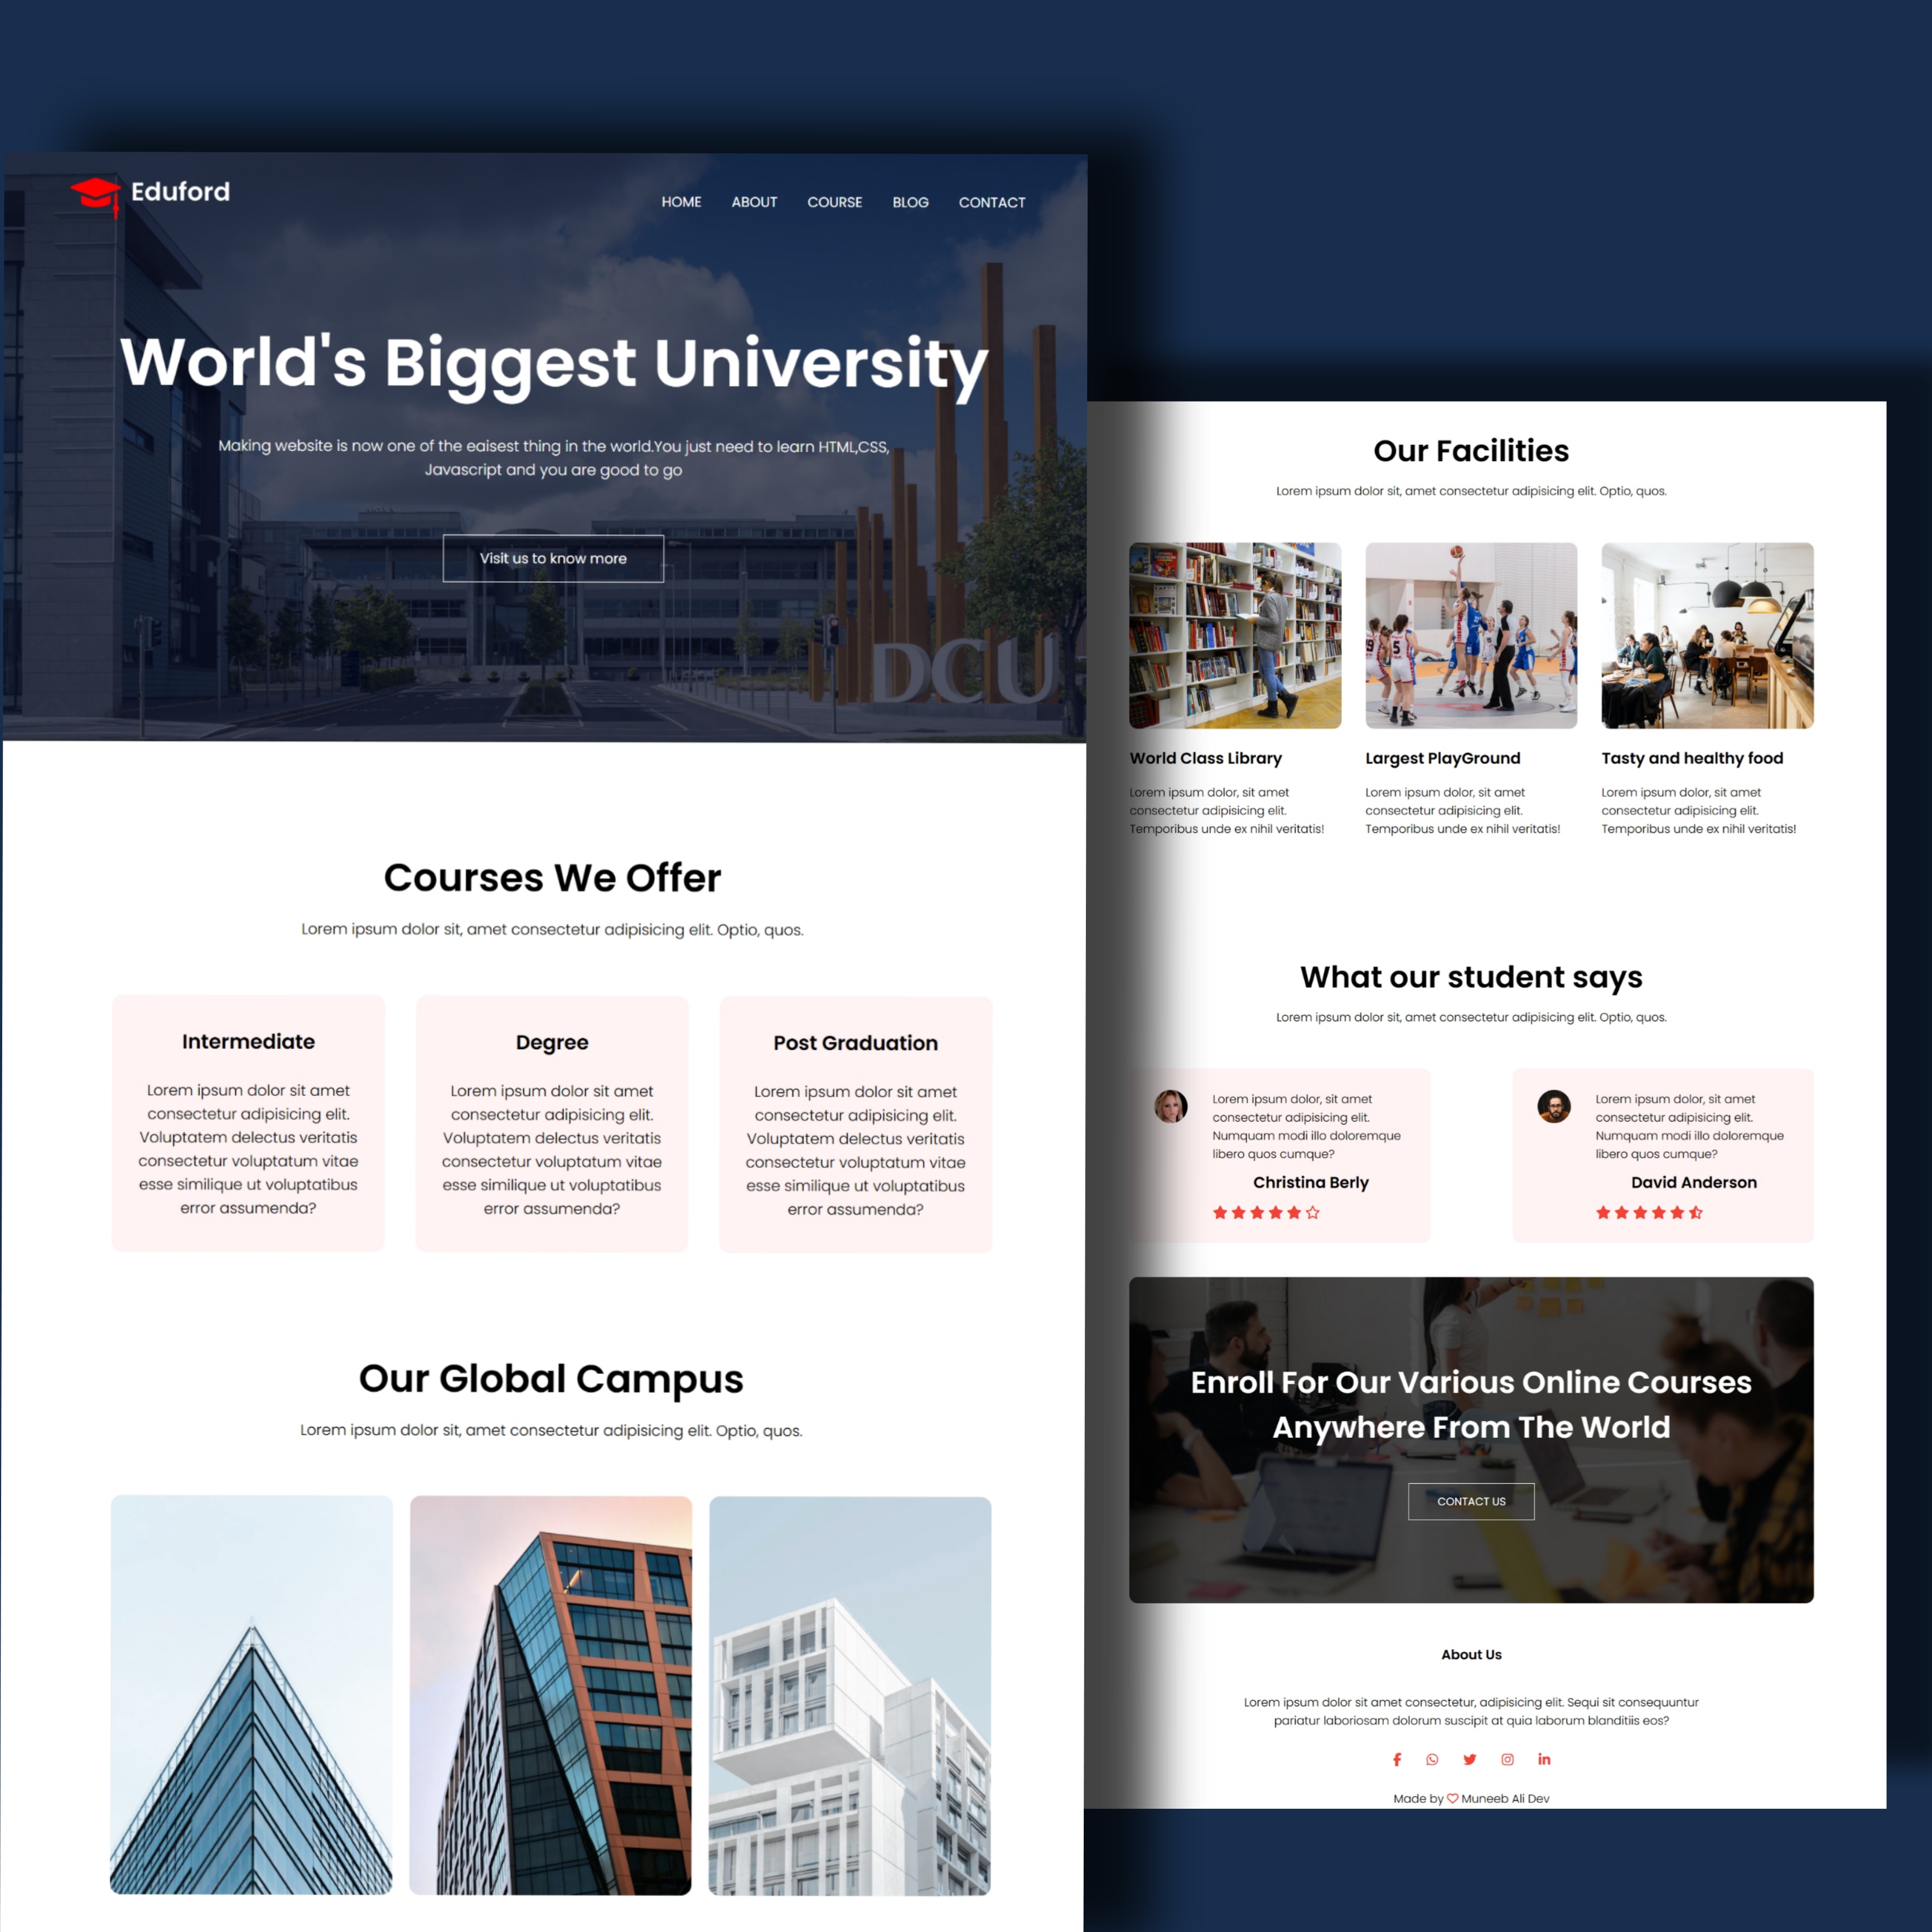 Eduford
HOME ABOUT COURSE BLOG CONTACT
World's Biggest University
Making website is now one of the eaisest thing in the world.You just need to learn HTML,CSS,
Javascript and you are good to go
Visit us to know more
DCU
Courses We Offer
Lorem ipsum dolor sit, amet consectetur adipisicing elit. Optio, quos.
Intermediate
Lorem ipsum dolor sit amet
consectetur adipisicing elit.
Voluptatem delectus veritatis
consectetur voluptatum vitae
esse similique ut voluptatibus
error assumenda?
Degree
Lorem ipsum dolor sit amet
consectetur adipisicing elit.
Voluptatem delectus veritatis
consectetur voluptatum vitae
esse similique ut voluptatibus
error assumenda?
Post Graduation
Lorem ipsum dolor sit amet
consectetur adipisicing elit.
Voluptatem delectus veritatis
consectetur voluptatum vitae
esse similique ut voluptatibus
error assumenda?
Our Global Campus
Lorem ipsum dolor sit, amet consectetur adipisicing elit. Optio, quos.
Our Facilities
Lorem ipsum dolor sit, amet consectetur adipisicing elit. Optio, quos.
5
World Class Library
Lorem ipsum dolor, sit amet
consectetur adipisicing elit.
Temporibus unde ex nihil veritatis!
Largest PlayGround
Lorem ipsum dolor, sit amet
consectetur adipisicing elit.
Temporibus unde ex nihil veritatis!
Tasty and healthy food
Lorem ipsum dolor, sit amet
consectetur adipisicing elit.
Temporibus unde ex nihil veritatis!
What our student says
Lorem ipsum dolor sit, amet consectetur adipisicing elit. Optio, quos.
Lorem ipsum dolor, sit amet
consectetur adipisicing elit.
Numquam modi illo doloremque
libero quos cumque?
Christina Berly
Lorem ipsum dolor, sit amet
consectetur adipisicing elit.
Numquam modi illo doloremque
libero quos cumque?
David Anderson
Enroll For Our Various Online Courses
Anywhere From The World
CONTACT US
About Us
Lorem ipsum dolor sit amet consectetur, adipisicing elit. Sequi sit consequuntur
pariatur laboriosam dolorum suscipit at quia laborum blanditiis eos?
Made by ♡ Muneeb Ali Dev